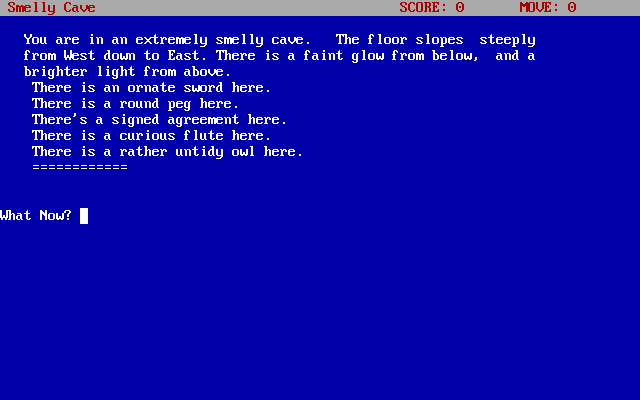 Smelly Cave SCORE: 0 MOVE: 0
You are in an extremely smelly cave. The floor slopes steeply
from West down to East. There is a faint glow from below, and a
brighter light from above.
There is an ornate sword here.
There is a round peg here.
There's a signed agreement here.
There is a curious flute here.
There is a rather untidy owl here.
============
What Now?